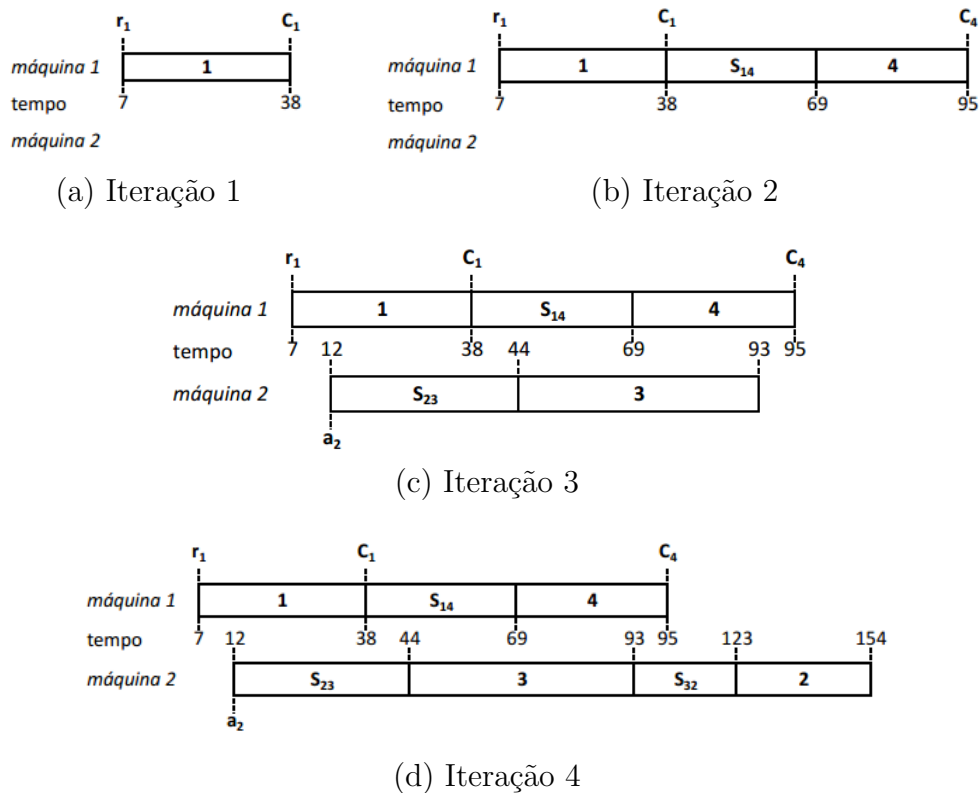 r1 C1
máquina 1 1
tempo 7 38
máquina 2
(a) Iteração 1
r1 C1 C4
máquina 1 1 S14 4
tempo 7 38 69 95
máquina 2
(b) Iteração 2
r1 C1 C4
máquina 1 1 S14 4
tempo 7 12 38 44 69 93 95
máquina 2 S23 3
a2
(c) Iteração 3
r1 C1 C4
máquina 1 1 S14 4
tempo 7 12 38 44 69 93 95 123 154
máquina 2 S23 3 S32 2
a2
(d) Iteração 4